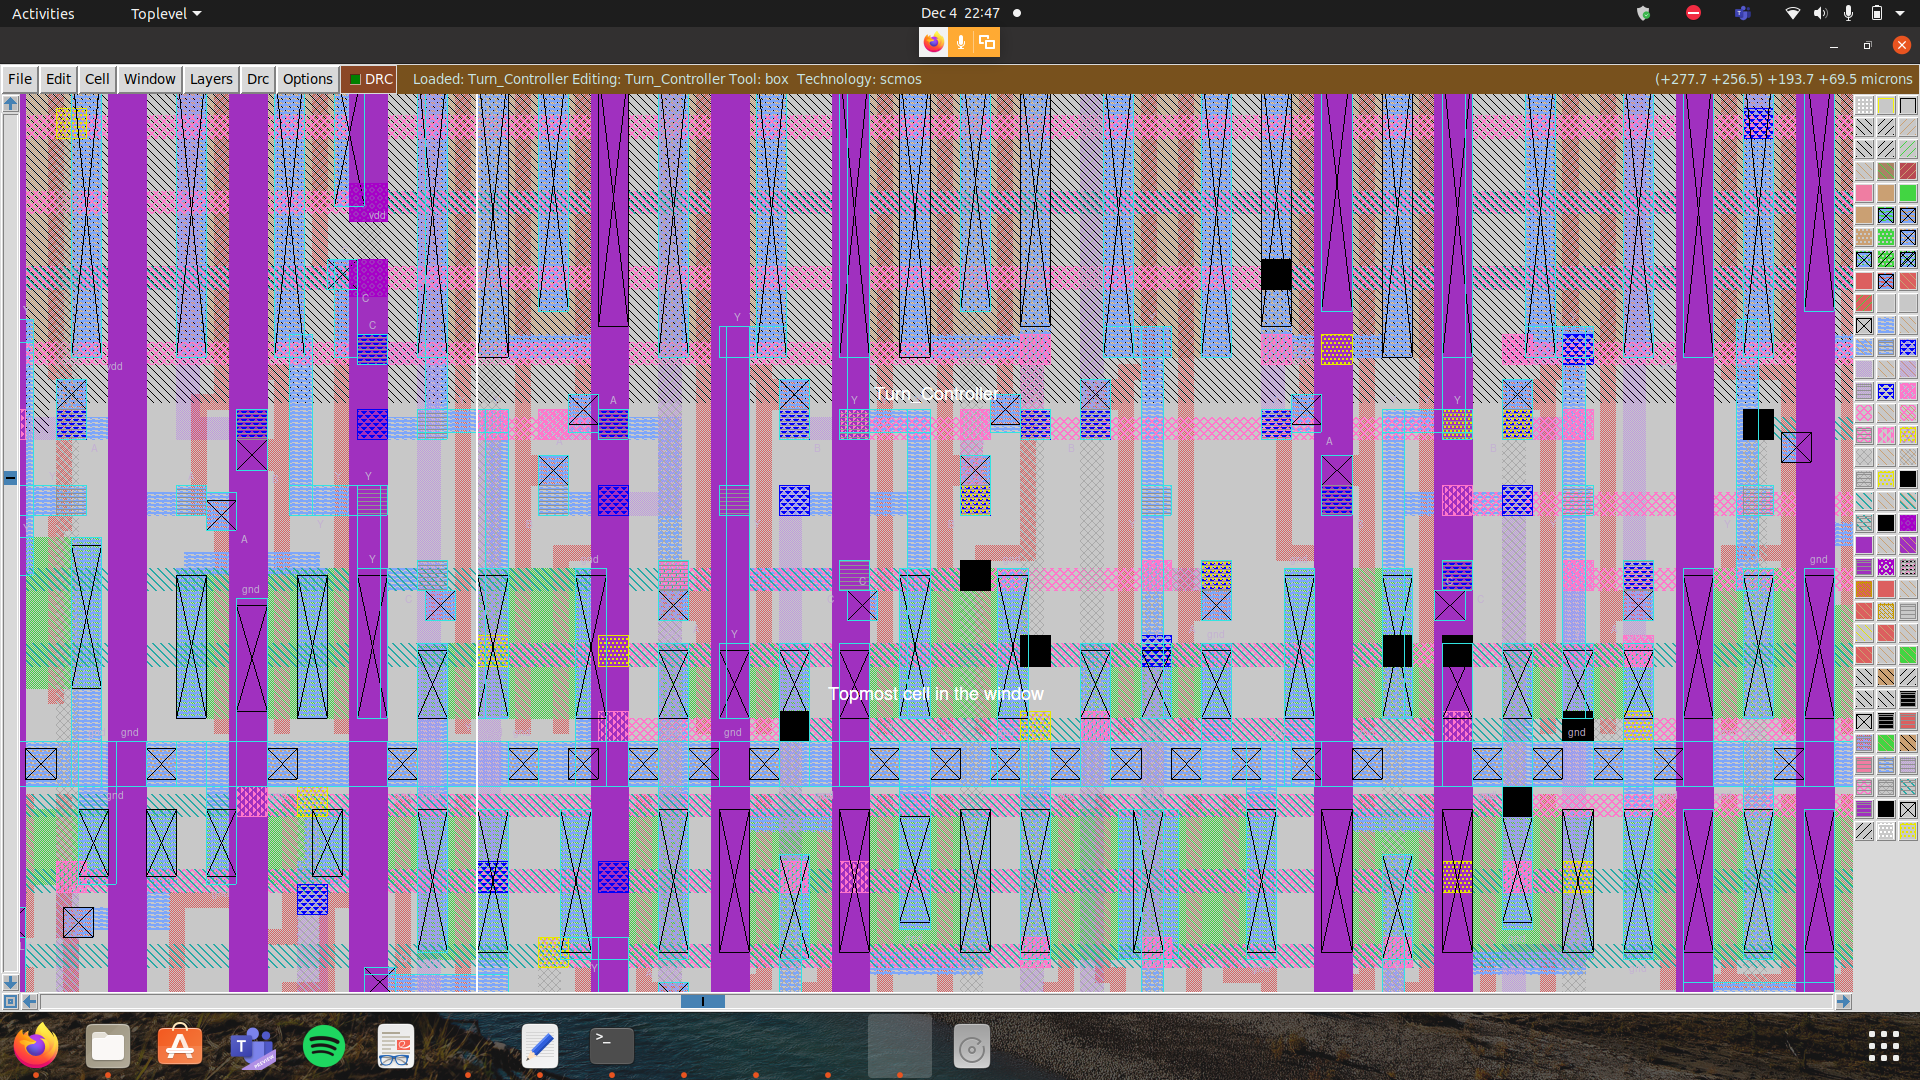 Activities Toplevel Dec 4 22:47
File Edit Cell Window Layers Drc Options DRC Loaded: Turn_Controller Editing: Turn_Controller Tool: box Technology: scmos (+277.7 +256.5) +193.7 +69.5 microns
vdd
C
Y
C
vdd
Turn_Controller
A
Y
Y
A
Y
Y
A
Y
gnd
gnd
C
Y
Topmost cell in the window
gnd
gnd
gnd
gnd
Y